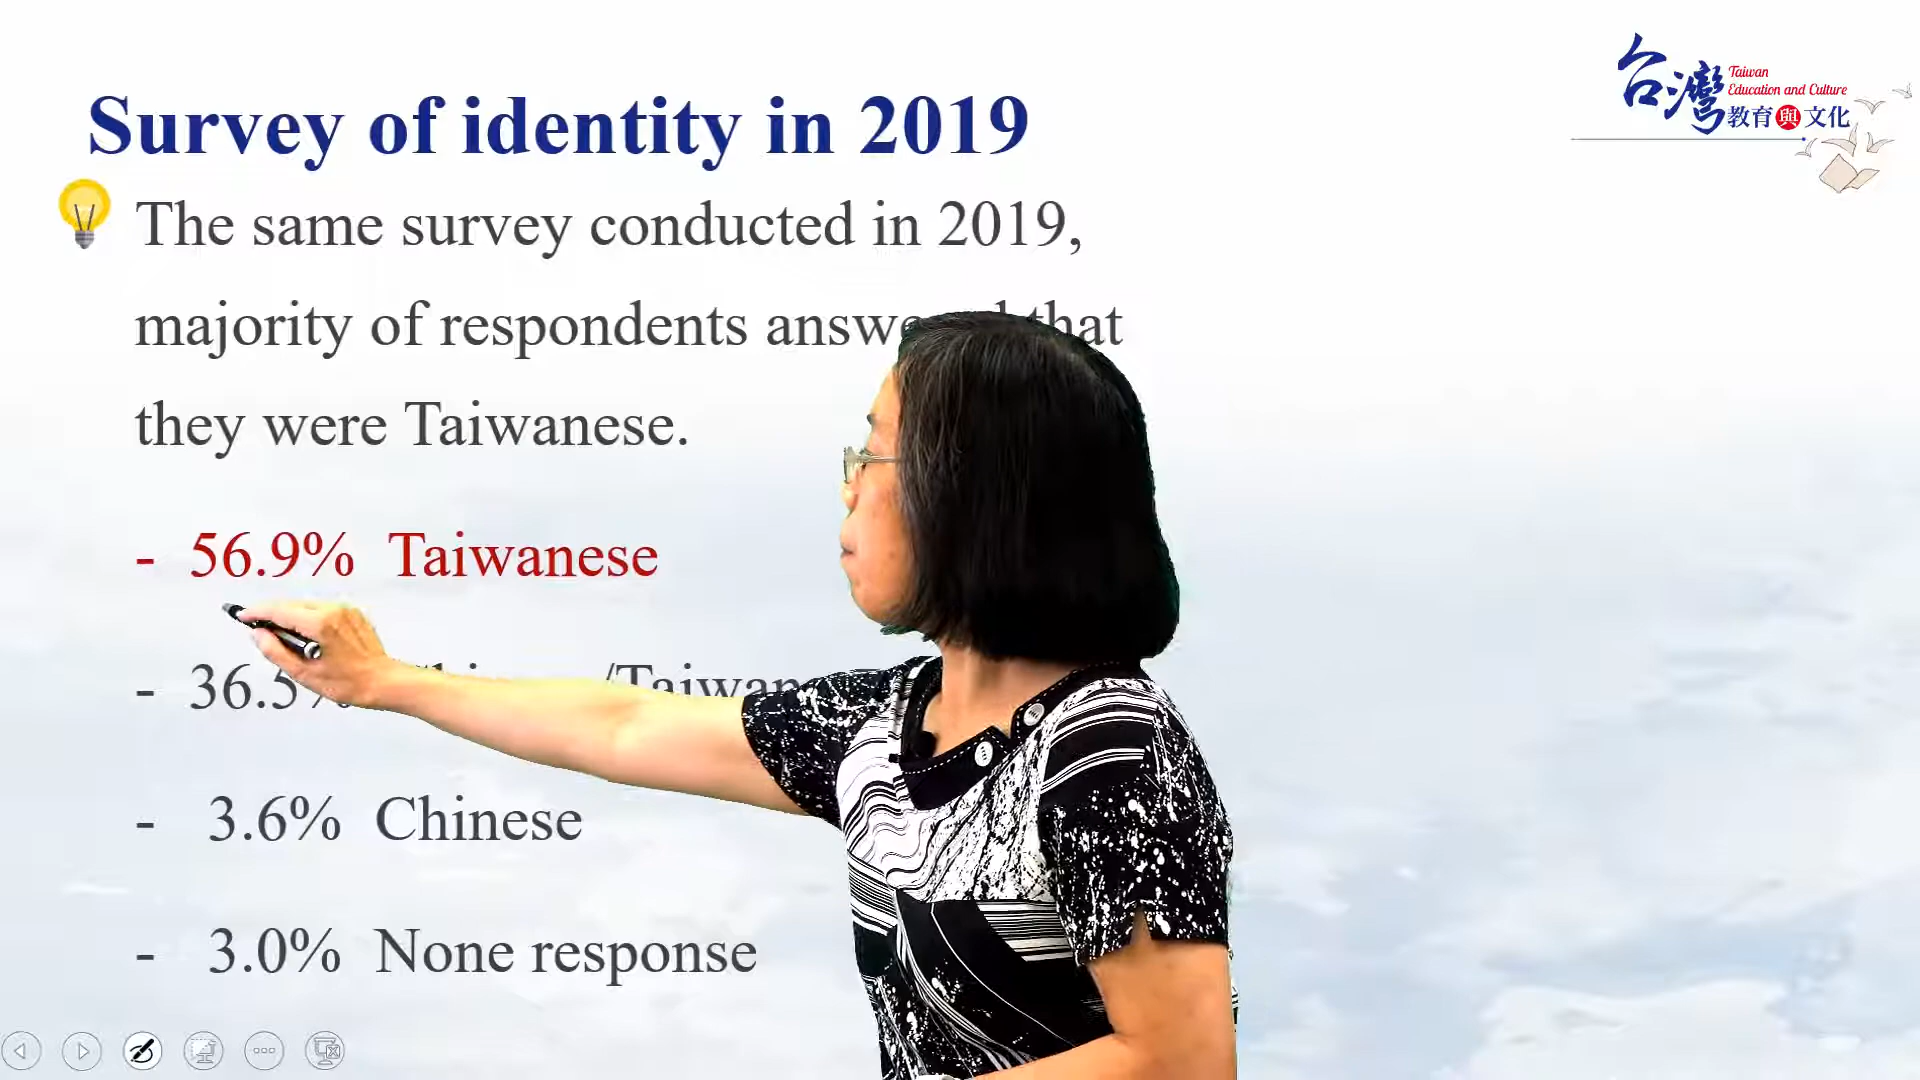 Survey of identity in 2019
台灣
Taiwan
Education and Culture
教育與文化
The same survey conducted in 2019,
majority of respondents that
they were Taiwanese.
- 56.9% Taiwanese
- 36.5%
- 3.6% Chinese
- 3.0% None response